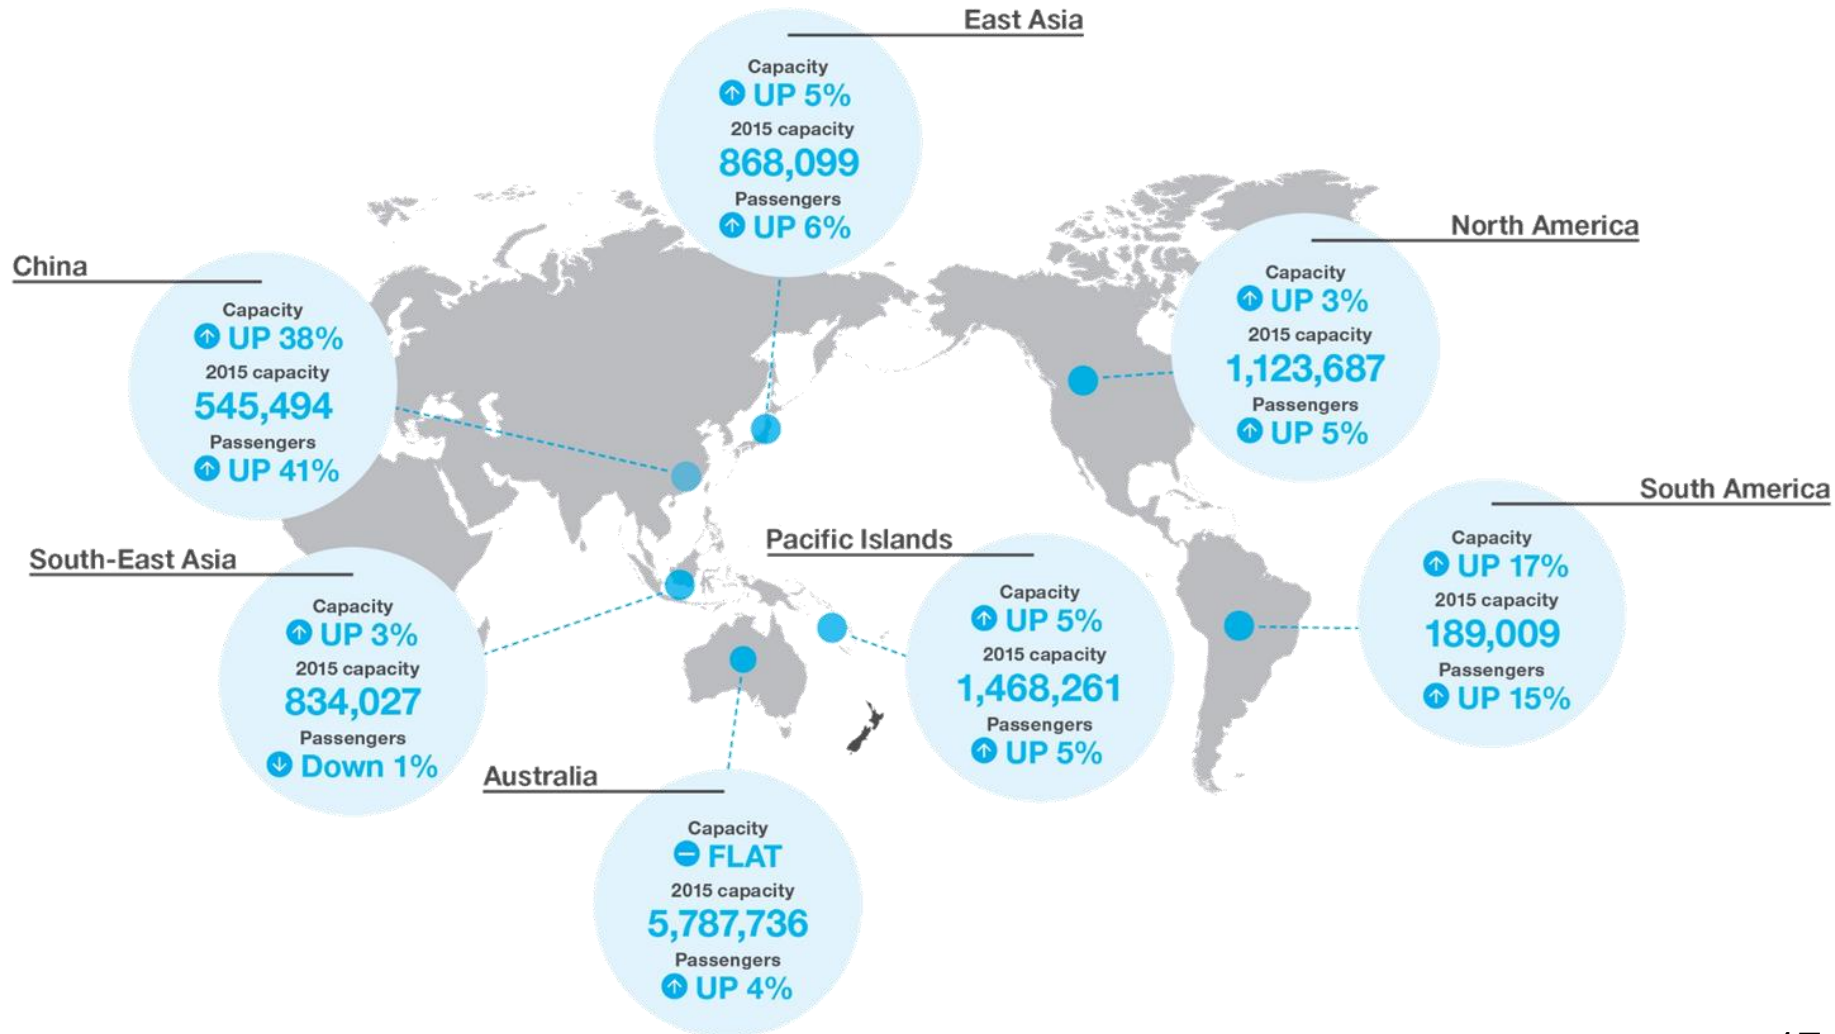 East Asia
Capacity
UP 5%
2015 capacity
868,099
Passengers
UP 6%
North America
Capacity
UP 3%
2015 capacity
1,123,687
Passengers
UP 5%
China
Capacity
UP 38%
2015 capacity
545,494
Passengers
UP 41%
South America
Capacity
UP 17%
2015 capacity
189,009
Passengers
UP 15%
Pacific Islands
Capacity
UP 5%
2015 capacity
1,468,261
Passengers
UP 5%
South-East Asia
Capacity
UP 3%
2015 capacity
834,027
Passengers
Down 1%
Australia
Capacity
FLAT
2015 capacity
5,787,736
Passengers
UP 4%